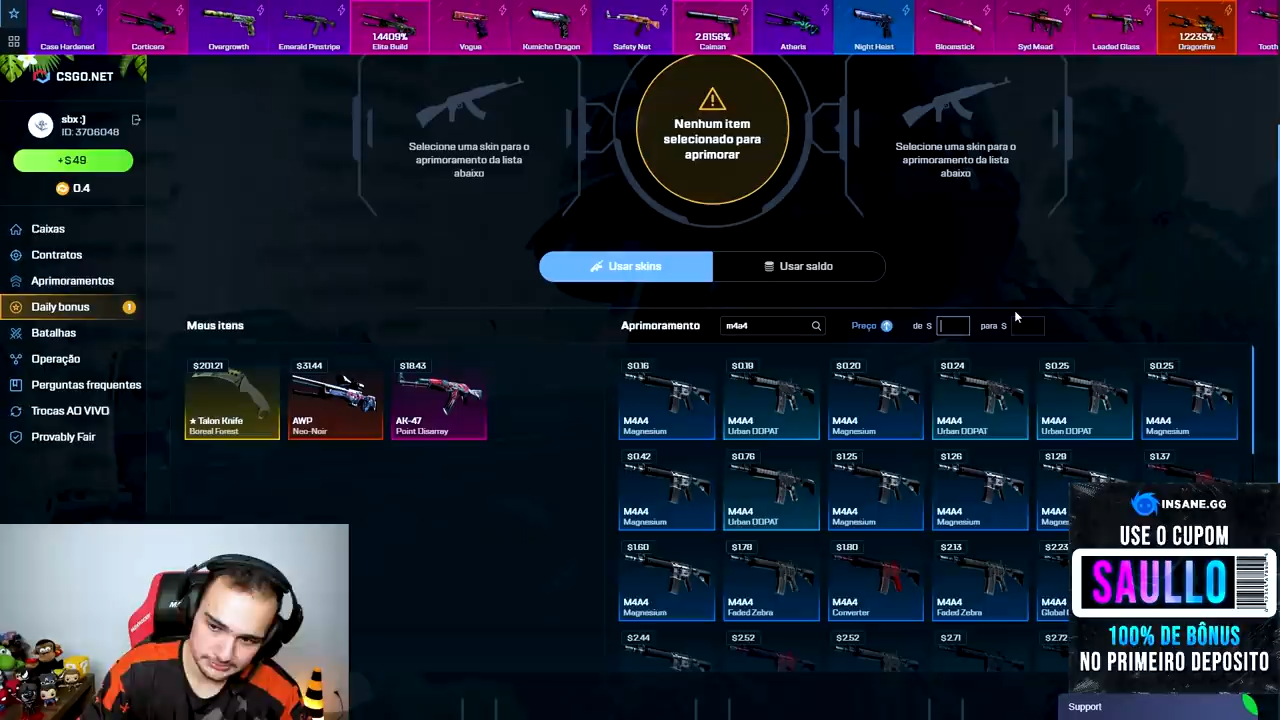 Case Hardened
Corticera
Overgrowth
Emerald Pinstripe
1.4409%
Elite Build
Vogue
Kumicho Dragon
Safety Net
2.8156%
Caiman
Atheris
Night Heist
Bloomstick
Syd Mead
Leaded Glass
1.2235%
Dragonfire
Tooth
CSGO.NET
sbx :)
ID: 3706048
+$ 49
0.4
Caixas
Contratos
Aprimoramentos
Daily bonus
1
Batalhas
Operação
Perguntas frequentes
Trocas AO VIVO
Provably Fair
Selecione uma skin para o
aprimoramento da lista
abaixo
Nenhum item
selecionado para
aprimorar
Selecione uma skin para o
aprimoramento da lista
abaixo
Usar skins
Usar saldo
Meus itens
Aprimoramento
m4a4
Preço
de $
para $
$201.21
★ Talon Knife
Boreal Forest
$31.44
AWP
Neo-Noir
$18.43
AK-47
Point Disarray
$0.16
M4A4
Magnesium
$0.19
M4A4
Urban DDPAT
$0.20
M4A4
Magnesium
$0.24
M4A4
Urban DDPAT
$0.25
M4A4
Urban DDPAT
$0.25
M4A4
Magnesium
$0.42
M4A4
Magnesium
$0.76
M4A4
Urban DDPAT
$1.25
M4A4
Magnesium
$1.26
M4A4
Magnesium
$1.29
M4A4
Magne
$1.37
$1.60
M4A4
Magnesium
$1.78
M4A4
Faded Zebra
$1.80
M4A4
Converter
$2.13
M4A4
Faded Zebra
$2.23
M4A4
Global
$2.44
$2.52
$2.52
$2.71
$2.72
INSANE.GG
USE O CUPOM
SAULLO
100% DE BÔNUS
NO PRIMEIRO DEPOSITO
Support